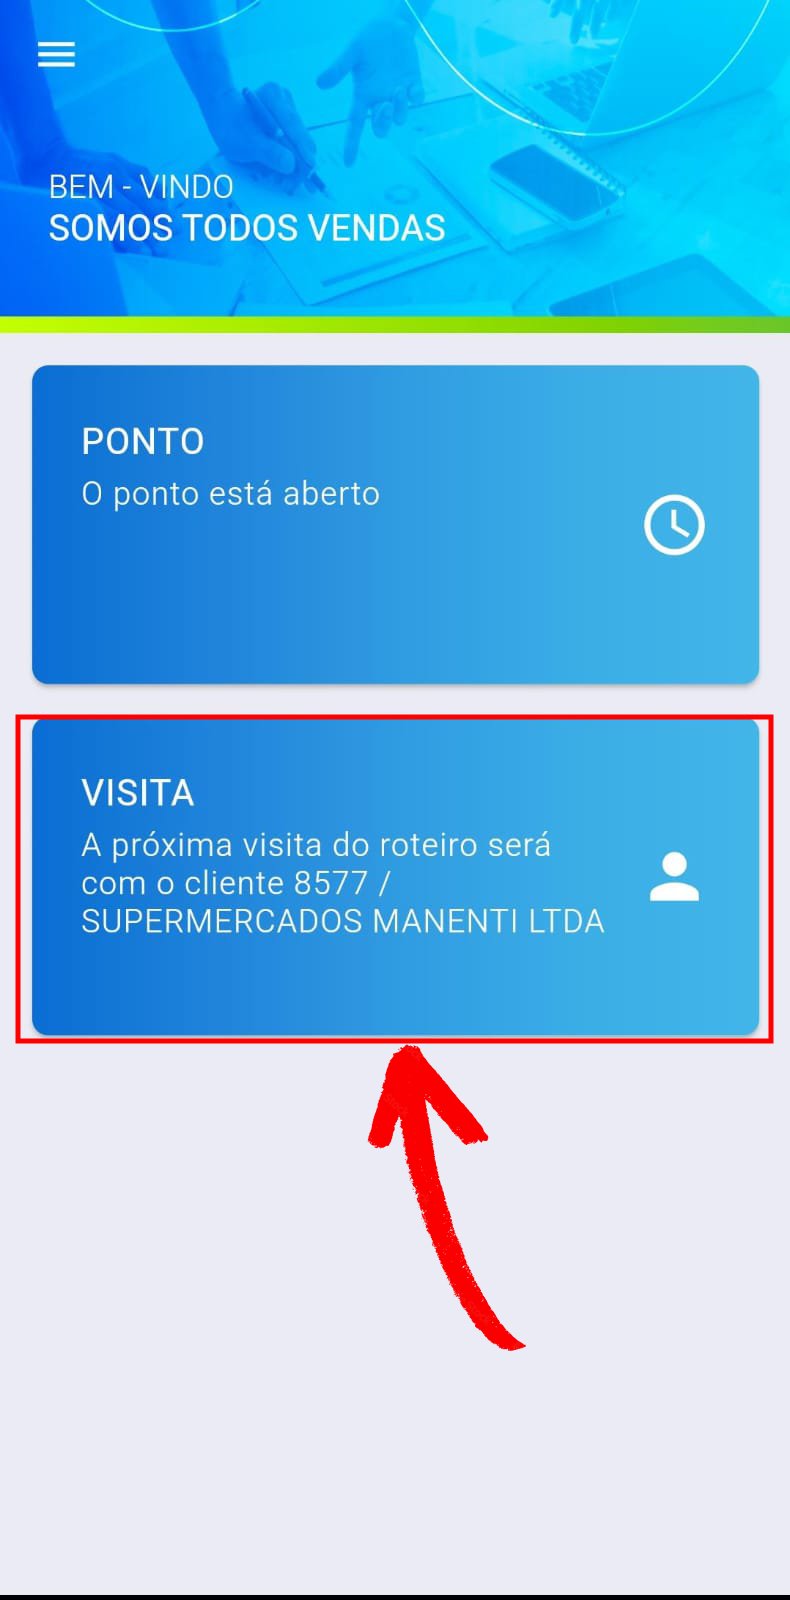 BEM - VINDO
SOMOS TODOS VENDAS
PONTO
O ponto está aberto
VISITA
A próxima visita do roteiro será
com o cliente 8577 /
SUPERMERCADOS MANENTI LTDA